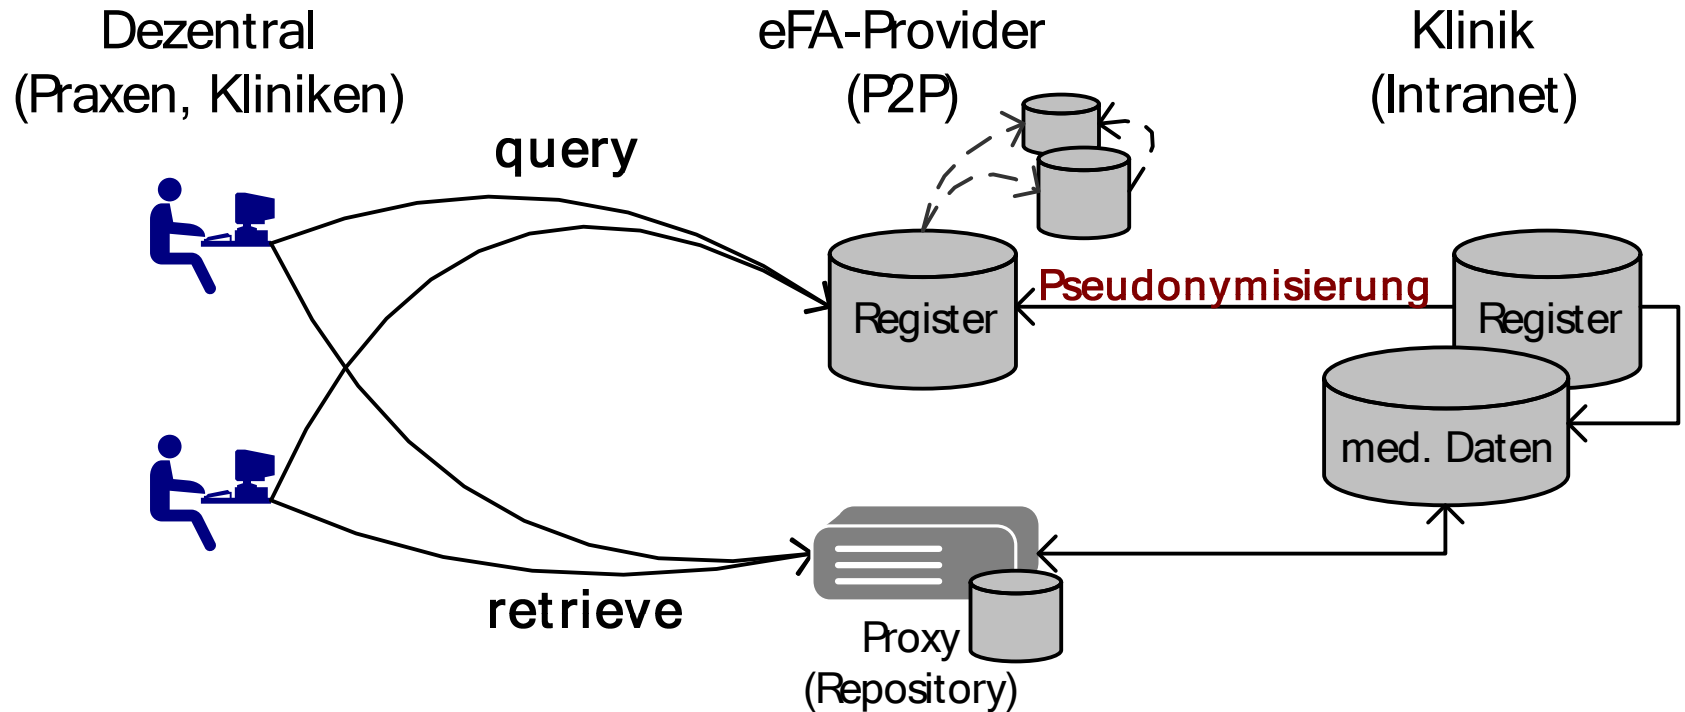 Dezentral
(Praxen, Kliniken)
eFA-Provider
(P2P)
Klinik
(Intranet)
query
Pseudonymisierung
Register
Register
med. Daten
retrieve
Proxy
(Repository)